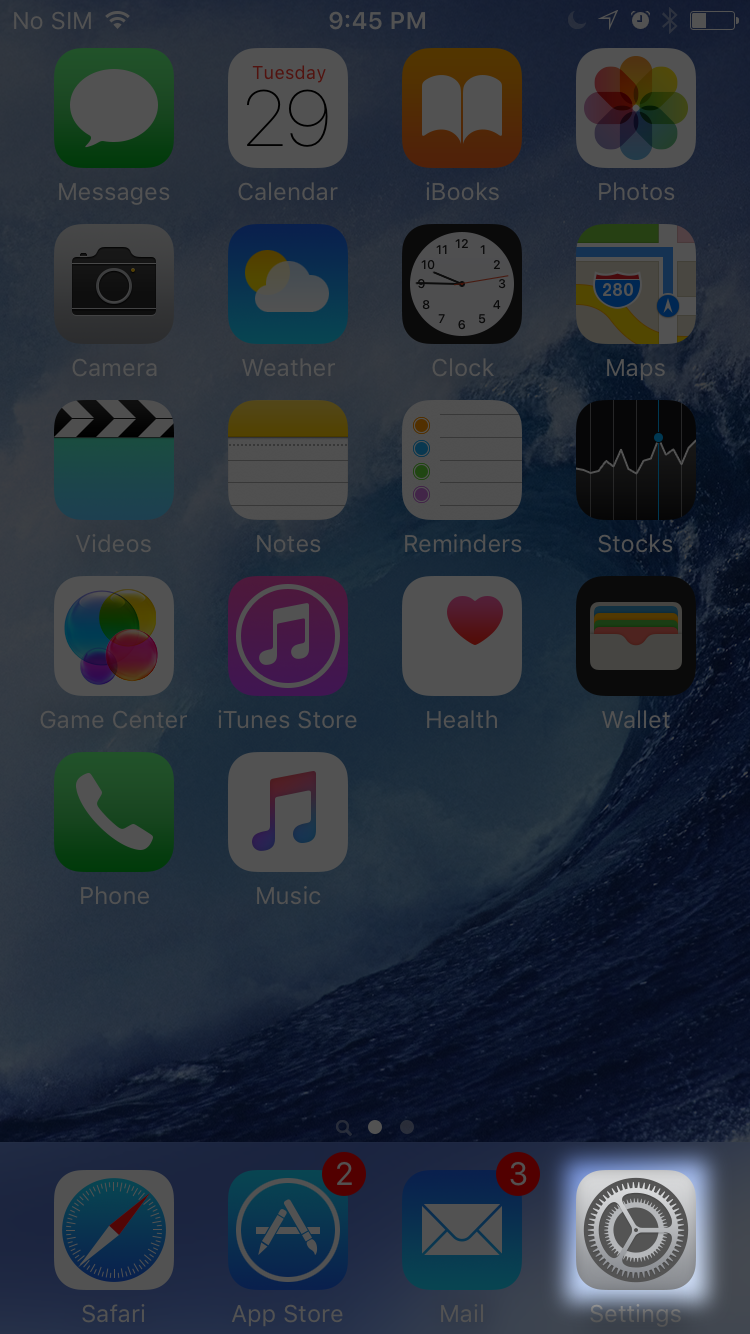 No SIM 9:45 PM
Tuesday
29
Messages Calendar iBooks Photos
12
11 1
10 2
9 3
8 4
7 5
6
280
Camera Weather Clock Maps
Videos Notes Reminders Stocks
Game Center iTunes Store Health Wallet
Phone Music
2 3
Safari App Store Mail Settings